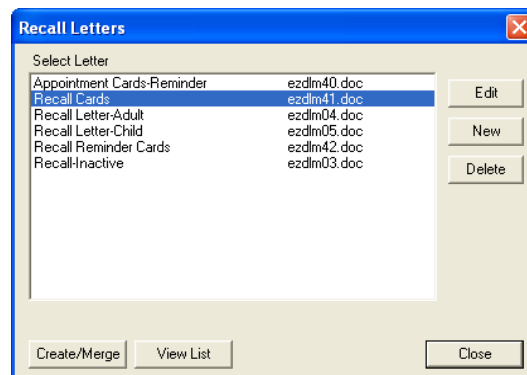 Recall Letters
Select Letter
Appointment Cards-Reminder ezdlm40.doc
Recall Cards ezdlm41.doc
Recall Letter-Adult ezdlm04.doc
Recall Letter-Child ezdlm05.doc
Recall Reminder Cards ezdlm42.doc
Recall-Inactive ezdlm03.doc
Edit
New
Delete
Create/Merge View List Close